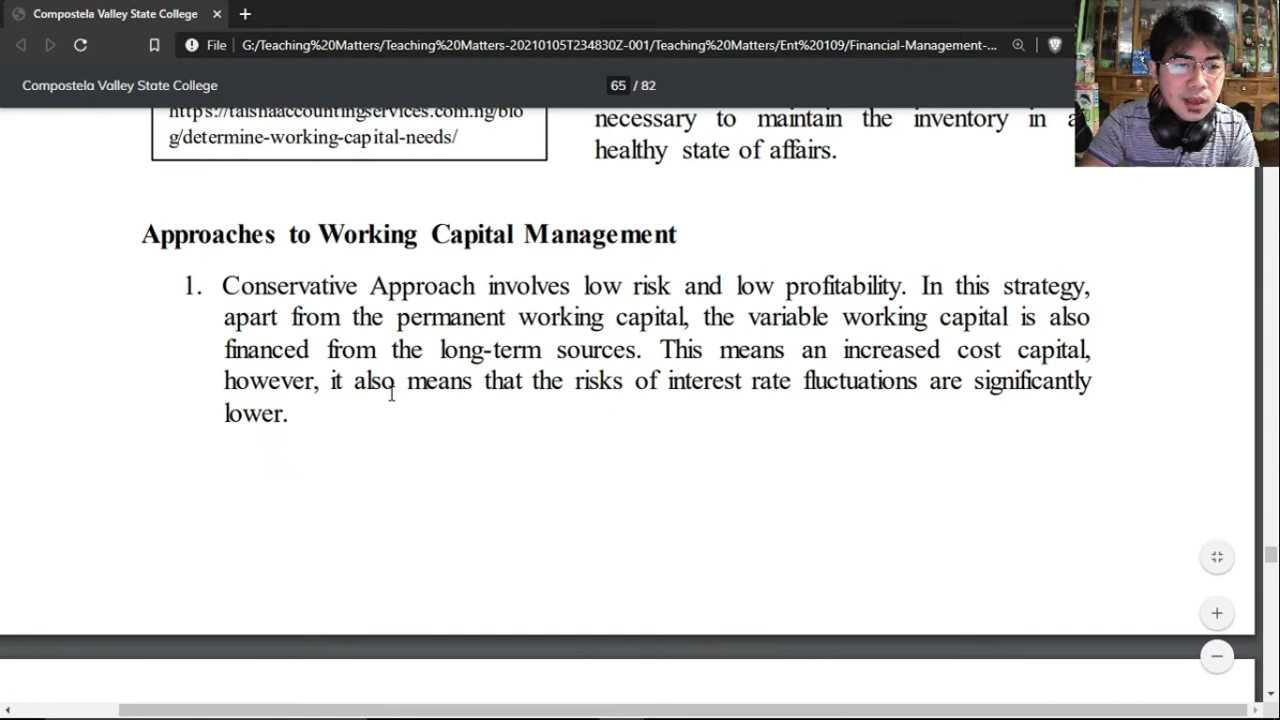 Compostela Valley State College
File
G:/Teaching%20Matters/Teaching%20Matters-20210105T234830Z-001/Teaching%20Matters/Ent%20109/Financial-Management-...
Compostela Valley State College
65 / 82
https://taishaaccountingservices.com.ng/blo
g/determine-working-capital-needs/
necessary to maintain the inventory in a
healthy state of affairs.
Approaches to Working Capital Management
1. Conservative Approach involves low risk and low profitability. In this strategy,
apart from the permanent working capital, the variable working capital is also
financed from the long-term sources. This means an increased cost capital,
however, it also means that the risks of interest rate fluctuations are significantly
lower.